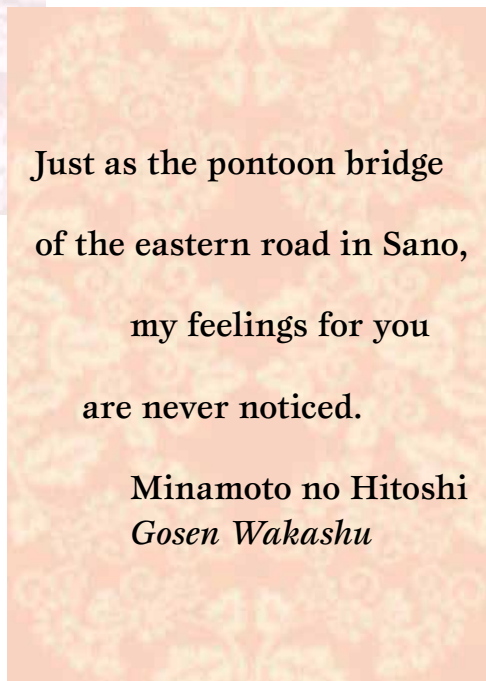 Just as the pontoon bridge
of the eastern road in Sano,
my feelings for you
are never noticed.
Minamoto no Hitoshi
Gosen Wakashu